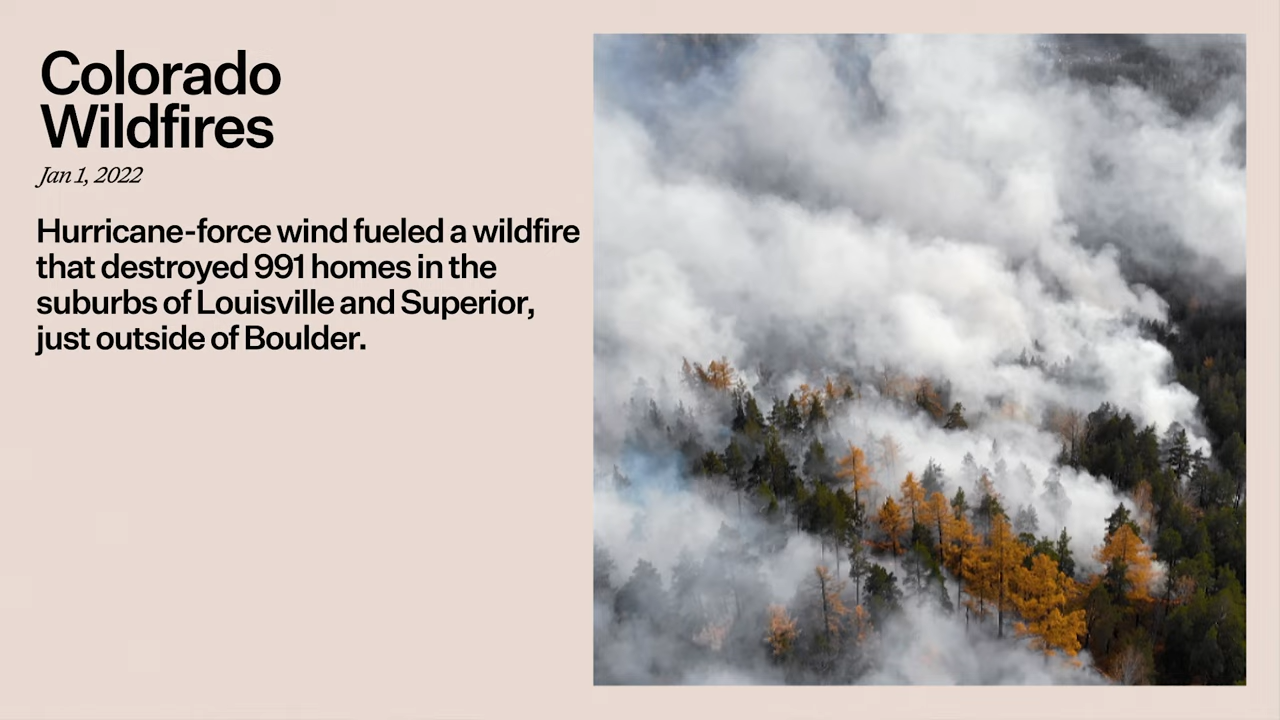 Colorado
Wildfires
Jan 1, 2022
Hurricane-force wind fueled a wildfire
that destroyed 991 homes in the
suburbs of Louisville and Superior,
just outside of Boulder.